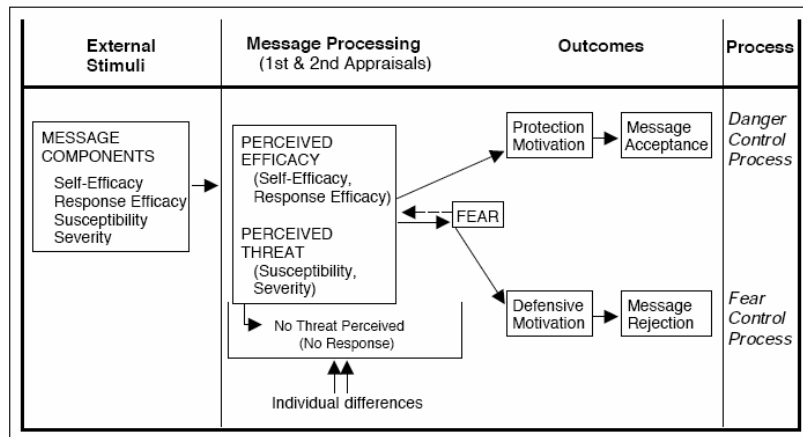 External
Stimuli
Message Processing
(1st & 2nd Appraisals)
Outcomes
Process
MESSAGE
COMPONENTS
Self-Efficacy
Response Efficacy
Susceptibility
Severity
PERCEIVED
EFFICACY
(Self-Efficacy,
Response Efficacy)
PERCEIVED
THREAT
(Susceptibility,
Severity)
No Threat Perceived
(No Response)
Individual differences
FEAR
Protection
Motivation
Message
Acceptance
Defensive
Motivation
Message
Rejection
Danger
Control
Process
Fear
Control
Process